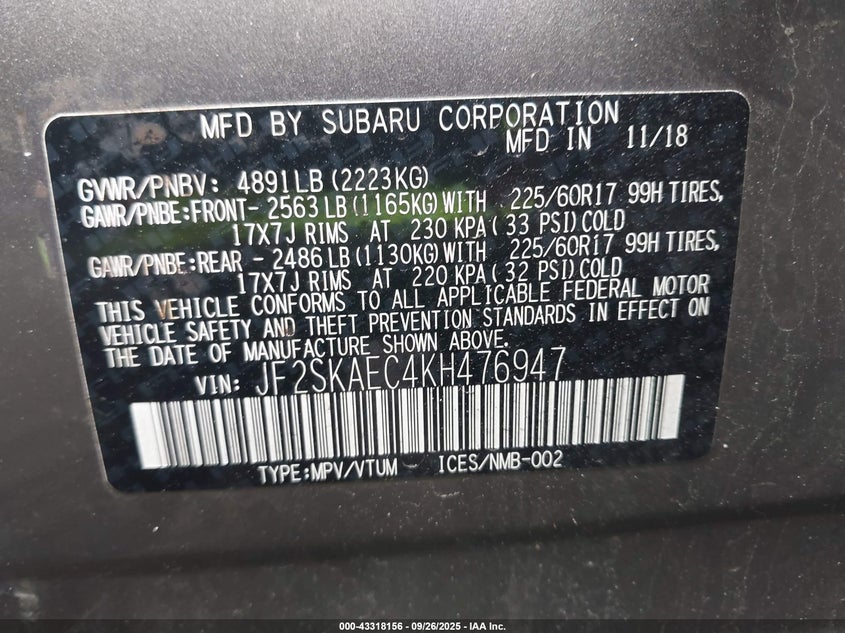 MFD BY SUBARU CORPORATION
MFD IN 11/18
GVWR/PNBV: 4891LB(2223KG)
GAWR/PNBE:FRONT- 2563LB(1165KG)WITH 225/60R17 99H TIRES,
17X7J RIMS AT 230 KPA( 33 PSI)COLD
GAWR/PNBE:REAR - 2486LB(1130KG)WITH 225/60R17 99H TIRES,
17X7J RIMS AT 220 KPA( 32 PSI)COLD
THIS VEHICLE CONFORMS TO ALL APPLICABLE FEDERAL MOTOR
VEHICLE SAFETY AND THEFT PREVENTION STANDARDS IN EFFECT ON
THE DATE OF MANUFACTURE SHOWN ABOVE.
VIN: JF2SKAEC4KH476947
TYPE:MPV/VTUM ICES/NMB-002
000-43318156 - 09/26/2025 - IAA Inc.